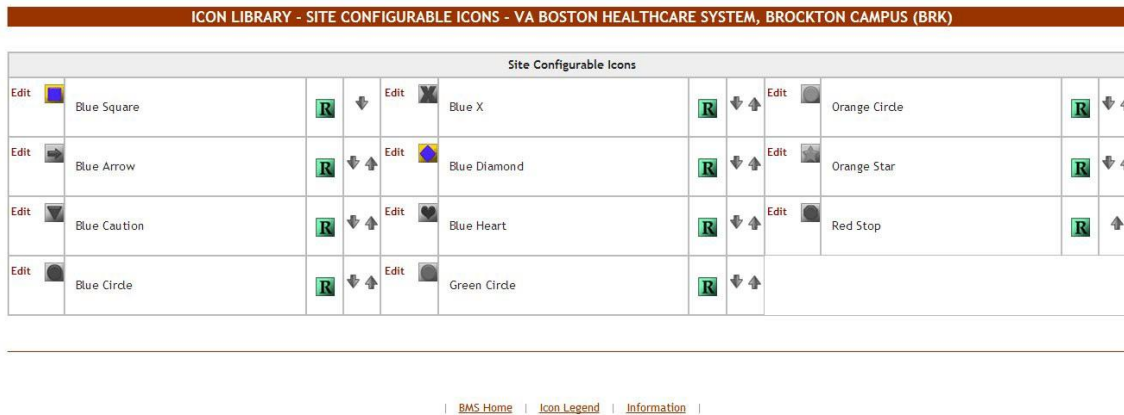 ICON LIBRARY - SITE CONFIGURABLE ICONS - VA BOSTON HEALTHCARE SYSTEM, BROCKTON CAMPUS (BRK)
Site Configurable Icons
Edit Blue Square R Edit Blue X R Edit Orange Circle R
Edit Blue Arrow R Edit Blue Diamond R Edit Orange Star R
Edit Blue Caution R Edit Blue Heart R Edit Red Stop R
Edit Blue Circle R Edit Green Circle R
| BMS Home | Icon Legend | Information |